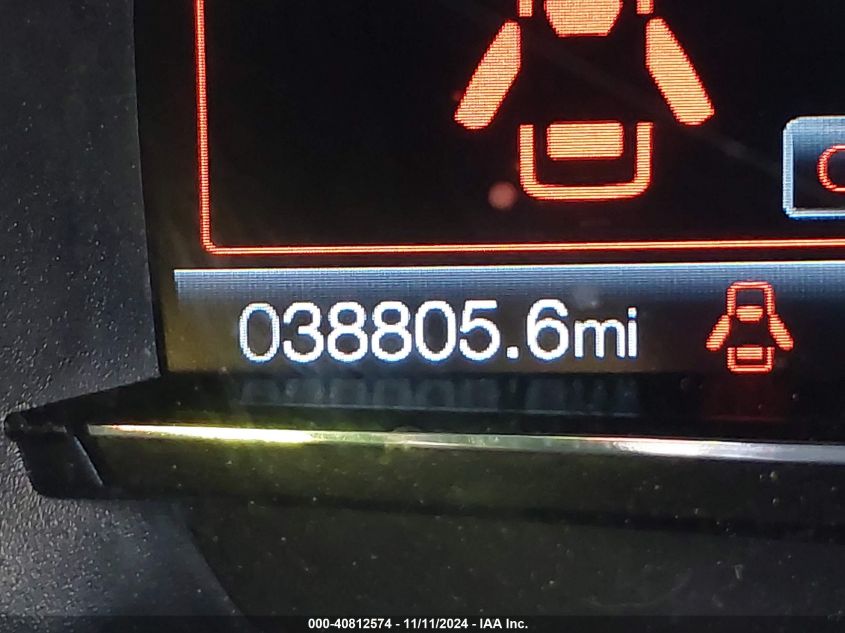 038805.6mi
000-40812574 - 11/11/2024 - IAA Inc.